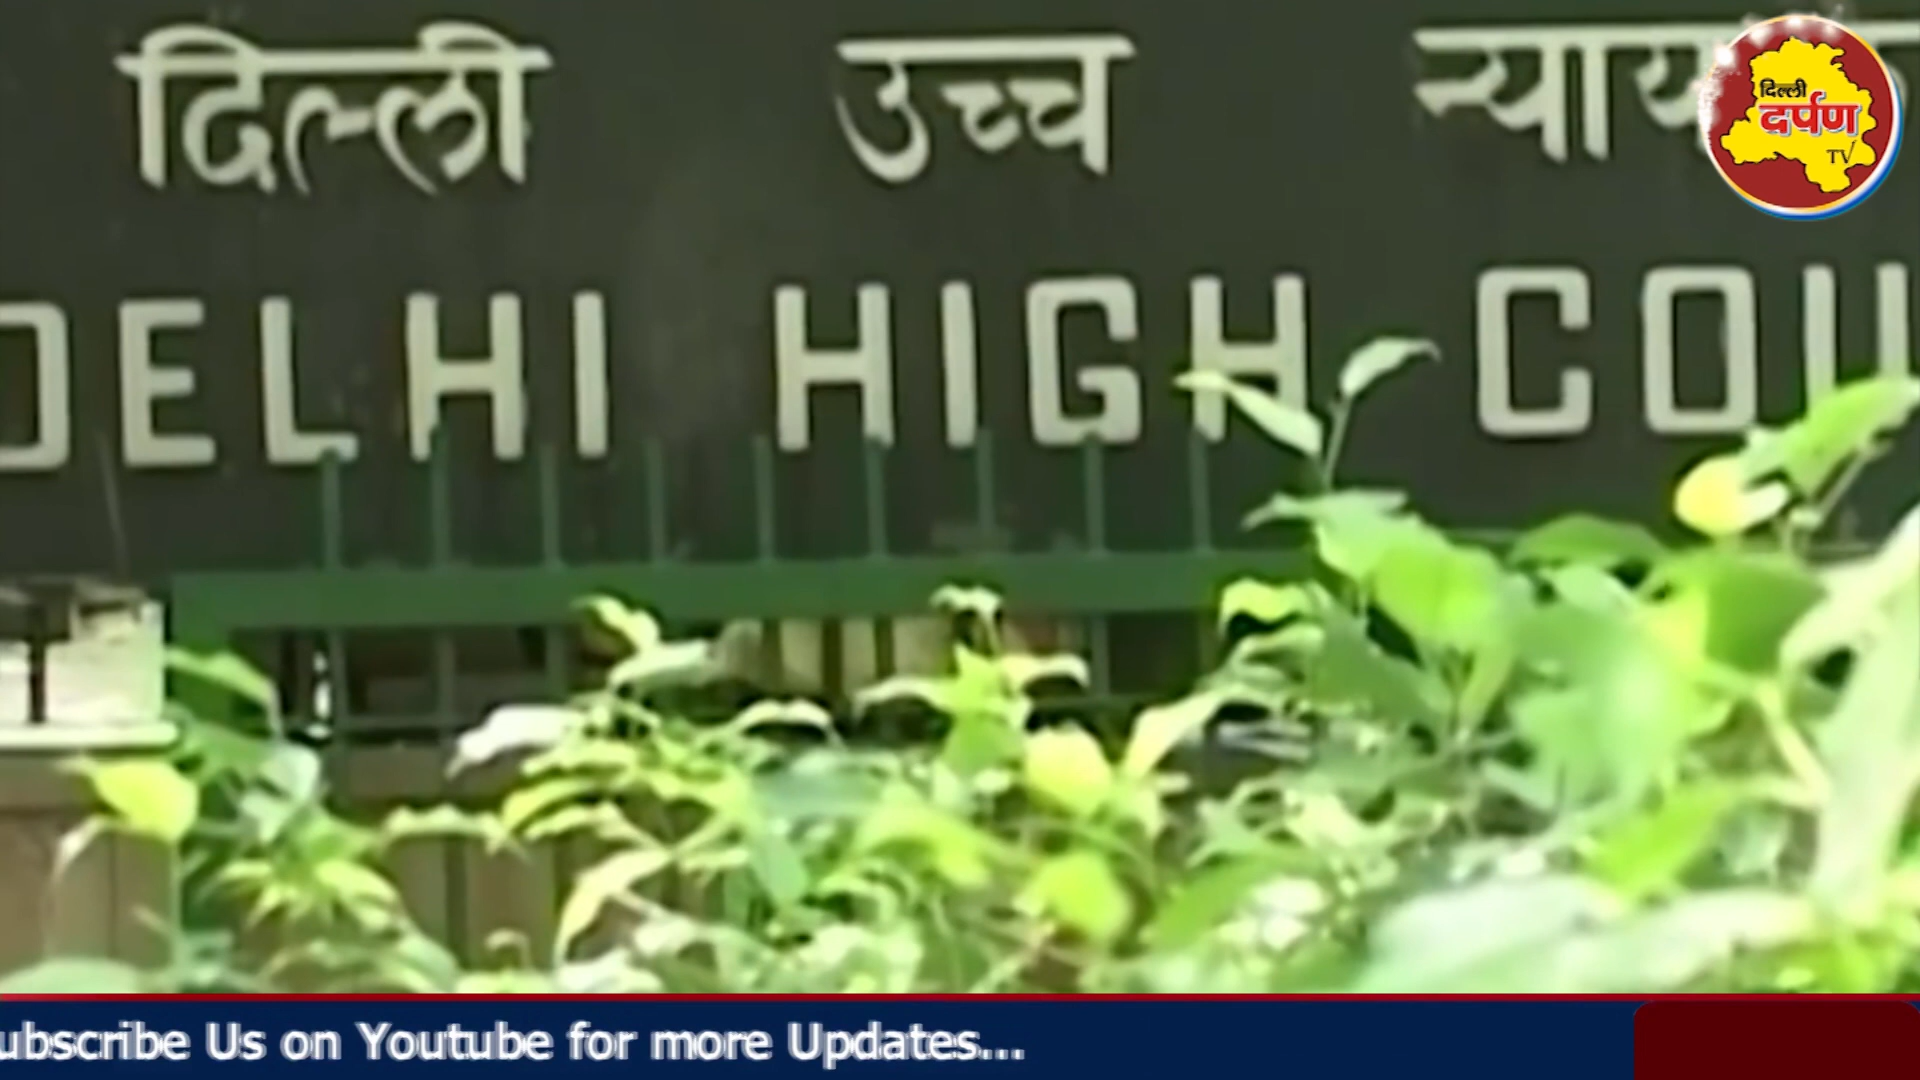 दिल्ली उच्च न्याय
दिल्ली
दर्पण
TV
DELHI HIGH COU
ubscribe Us on Youtube for more Updates...